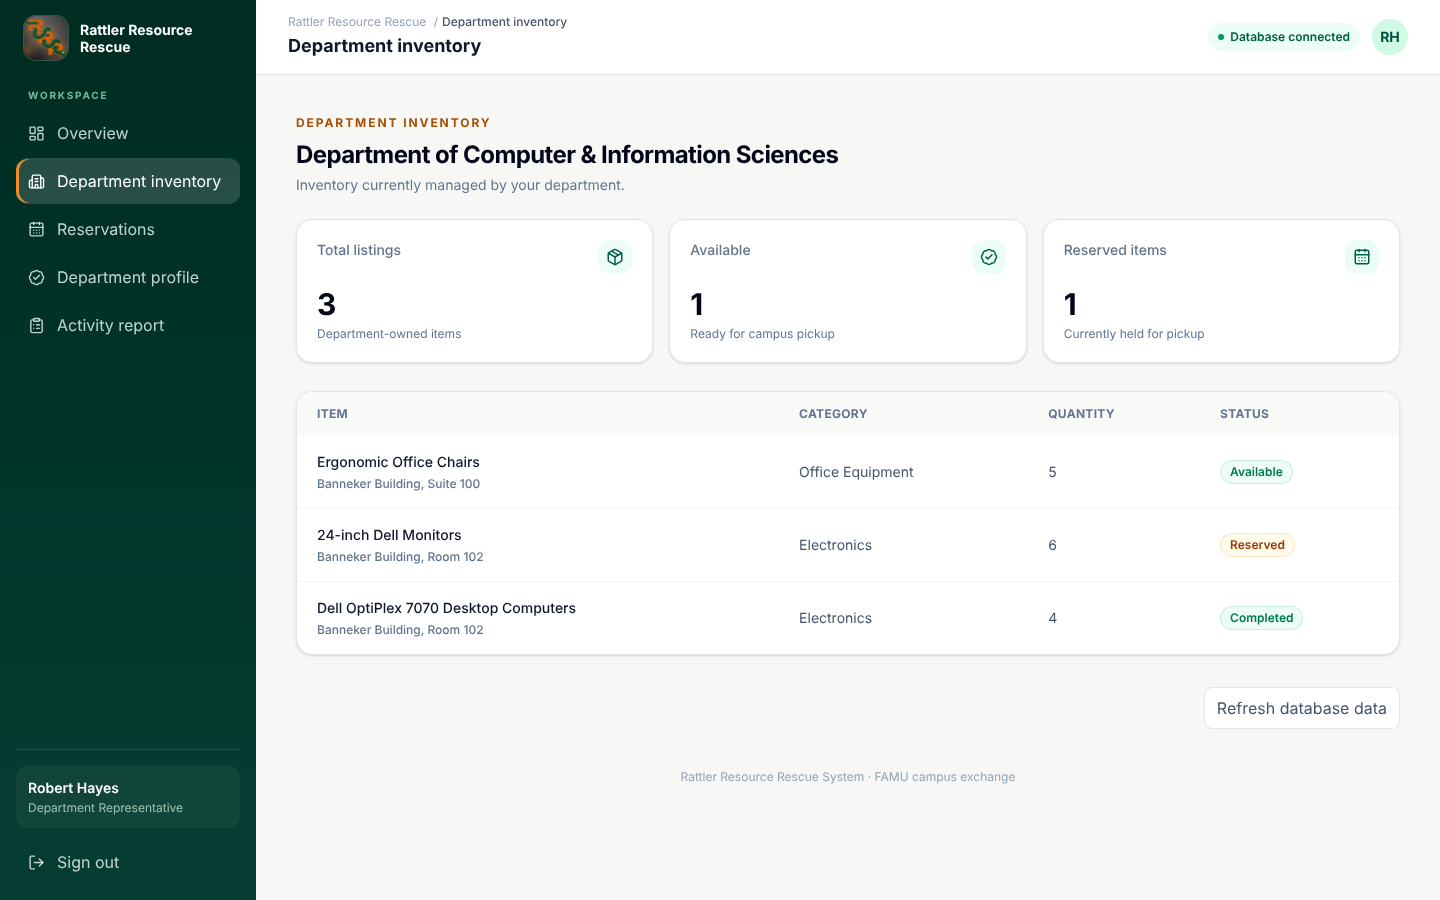 Rattler Resource
Rescue
WORKSPACE
Overview
Department inventory
Reservations
Department profile
Activity report
Robert Hayes
Department Representative
Sign out
Rattler Resource Rescue / Department inventory
Department inventory
Database connected
RH
DEPARTMENT INVENTORY
Department of Computer & Information Sciences
Inventory currently managed by your department.
Total listings
3
Department-owned items
Available
1
Ready for campus pickup
Reserved items
1
Currently held for pickup
ITEM CATEGORY QUANTITY STATUS
Ergonomic Office Chairs
Banneker Building, Suite 100
Office Equipment 5 Available
24-inch Dell Monitors
Banneker Building, Room 102
Electronics 6 Reserved
Dell OptiPlex 7070 Desktop Computers
Banneker Building, Room 102
Electronics 4 Completed
Refresh database data
Rattler Resource Rescue System · FAMU campus exchange